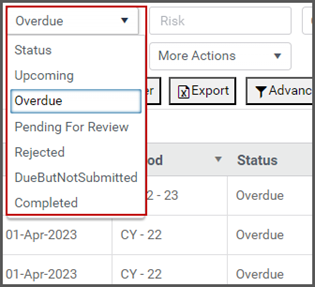 Overdue Risk
Status
More Actions
Upcoming
Overdue
Export Advanc
Pending For Review
Rejected
od Status
DueButNotSubmitted
2 - 23 Overdue
Completed
01-Apr-2023 CY - 22 Overdue
01-Apr-2023 CY - 22 Overdue